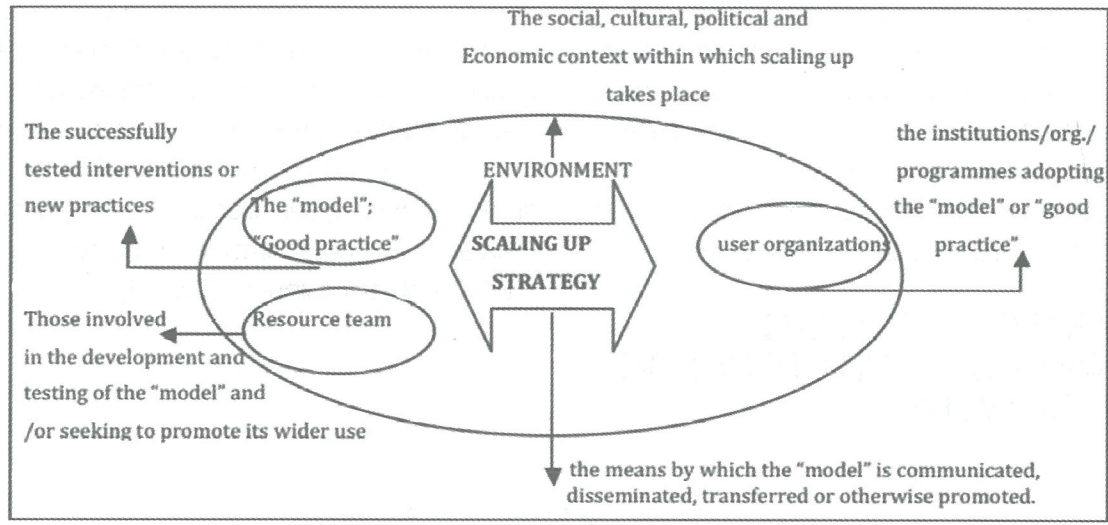 The social, cultural, political and
Economic context within which scaling up
takes place
The successfully
tested interventions or
new practices
the institutions/org./
programmes adopting
the “model” or “good
practice”
ENVIRONMENT
The “model”;
“Good practice”
SCALING UP
STRATEGY
user organizations
Those involved
in the development and
testing of the “model” and
/or seeking to promote its wider use
Resource team
the means by which the “model” is communicated,
disseminated, transferred or otherwise promoted.